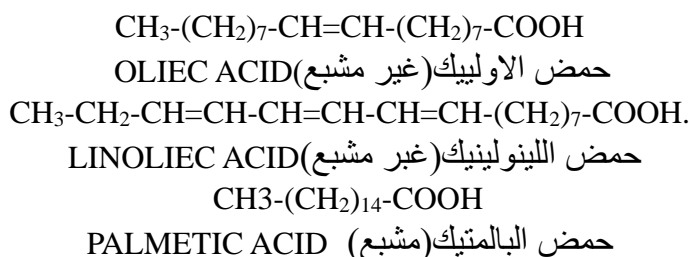 CH₃-(CH₂)₇-CH=CH-(CH₂)₇-COOH
حمض الاولييك(غير مشبع)OLIEC ACID
CH₃-CH₂-CH=CH-CH=CH-CH=CH-(CH₂)₇-COOH.
حمض اللينولينيك(غبر مشبع)LINOLIEC ACID
CH3-(CH₂)₁₄-COOH
حمض البالمتيك(مشبع) PALMETIC ACID